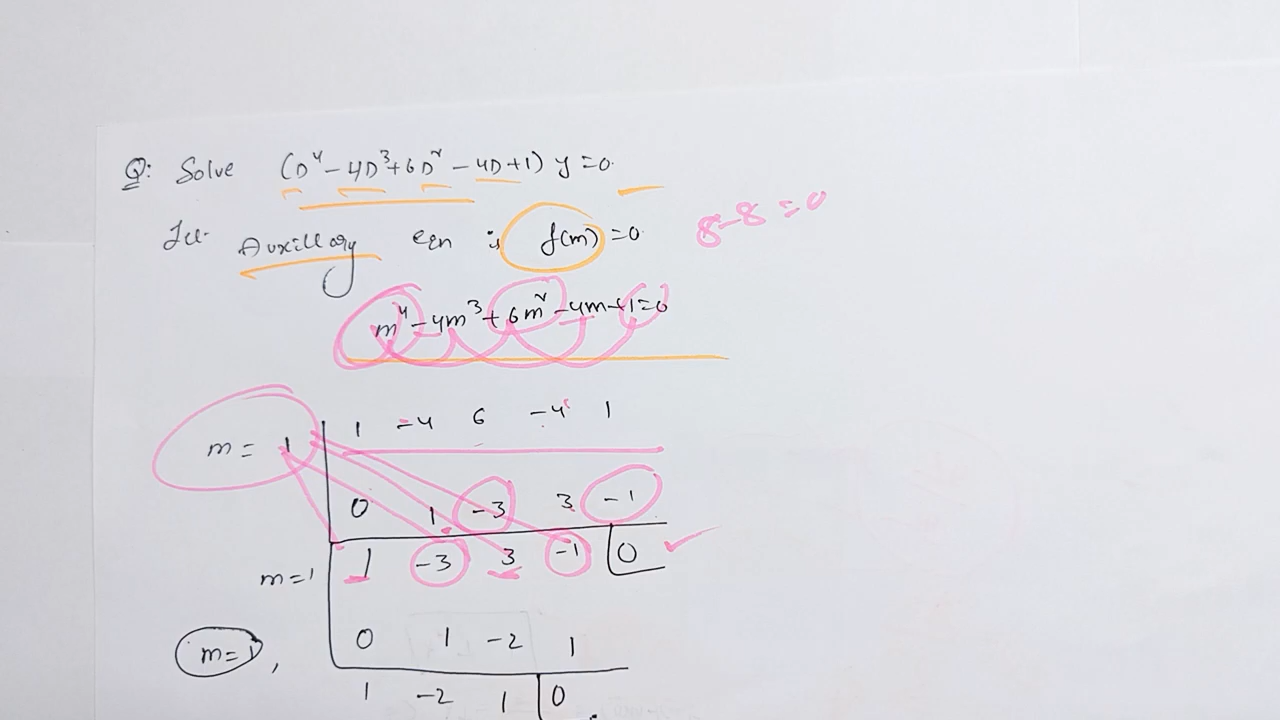 Q: Solve (D⁴ - 4D³ + 6D² - 4D + 1) y = 0.
Auxillary eqn is f(m) = 0
8 - 8 = 0
m⁴ - 4m³ + 6m² - 4m + 1 = 0
m = 1 | 1 -4 6 -4 1
0 1 -3 3 -1
m = 1 | 1 -3 3 -1 | 0
m = 1, 0 1 -2 1
1 -2 1 | 0